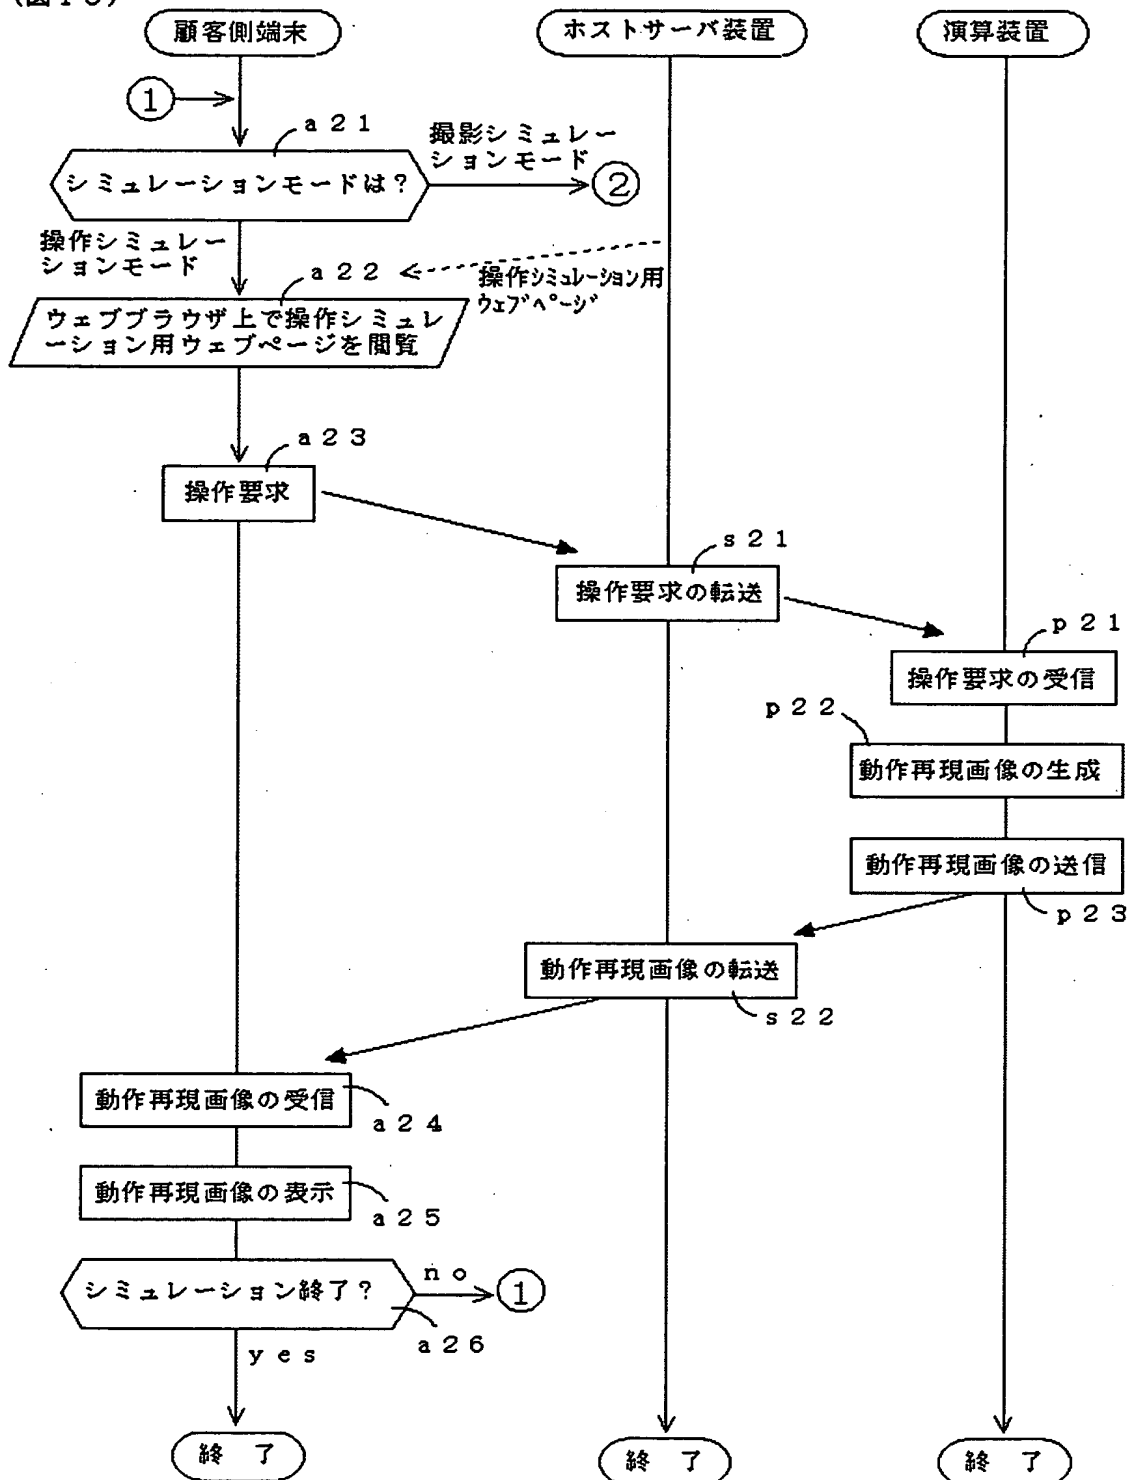 顧客側端末
ホストサーバ装置
演算装置
①
a21
撮影シミュレー
ションモード
シミュレーションモードは?
②
操作シミュレー
ションモード
a22
操作シミュレーション用
ウェブページ
ウェブブラウザ上で操作シミュレ
ーション用ウェブページを閲覧
a23
操作要求
s21
操作要求の転送
p21
操作要求の受信
p22
動作再現画像の生成
動作再現画像の送信
p23
動作再現画像の転送
s22
動作再現画像の受信
a24
動作再現画像の表示
a25
シミュレーション終了?
no
①
a26
yes
終 了
終 了
終 了